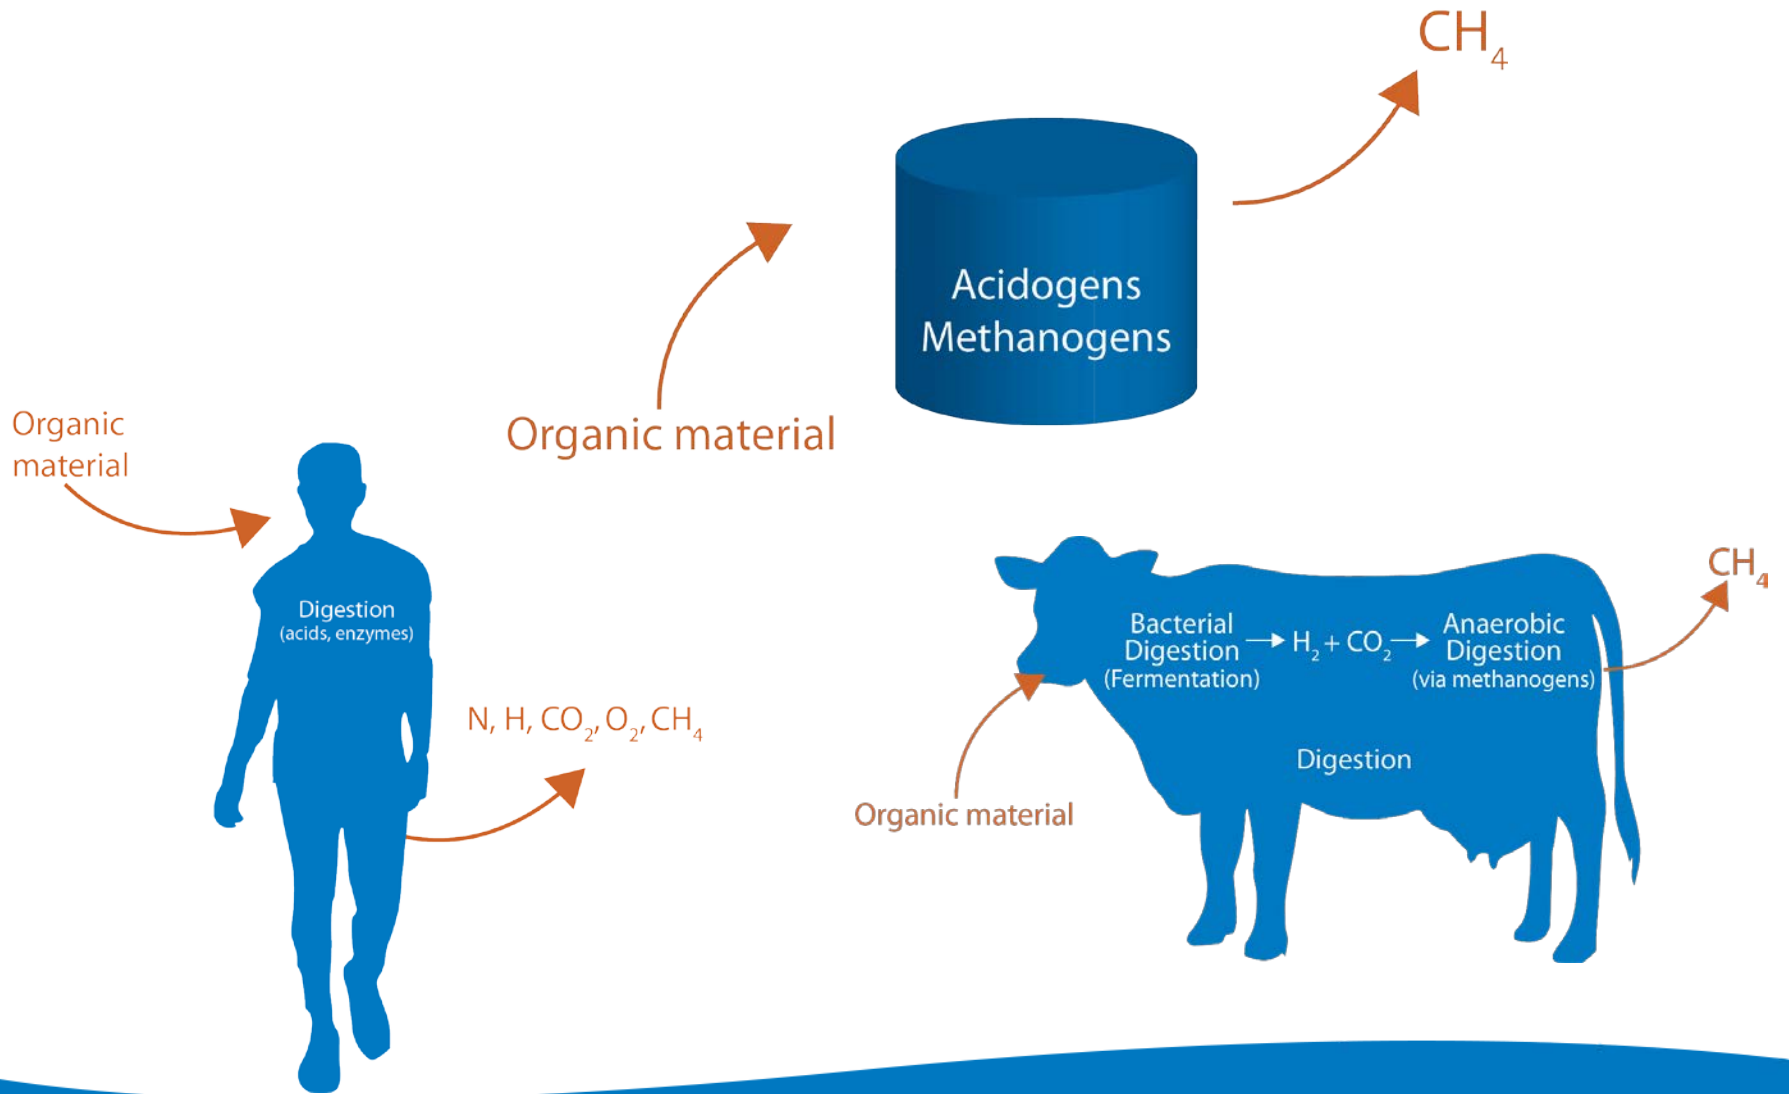 CH₄
Acidogens
Methanogens
Organic material
Organic
material
Digestion
(acids, enzymes)
N, H, CO₂, O₂, CH₄
CH₄
Bacterial
Digestion
(Fermentation)
→ H₂ + CO₂ →
Anaerobic
Digestion
(via methanogens)
Digestion
Organic material